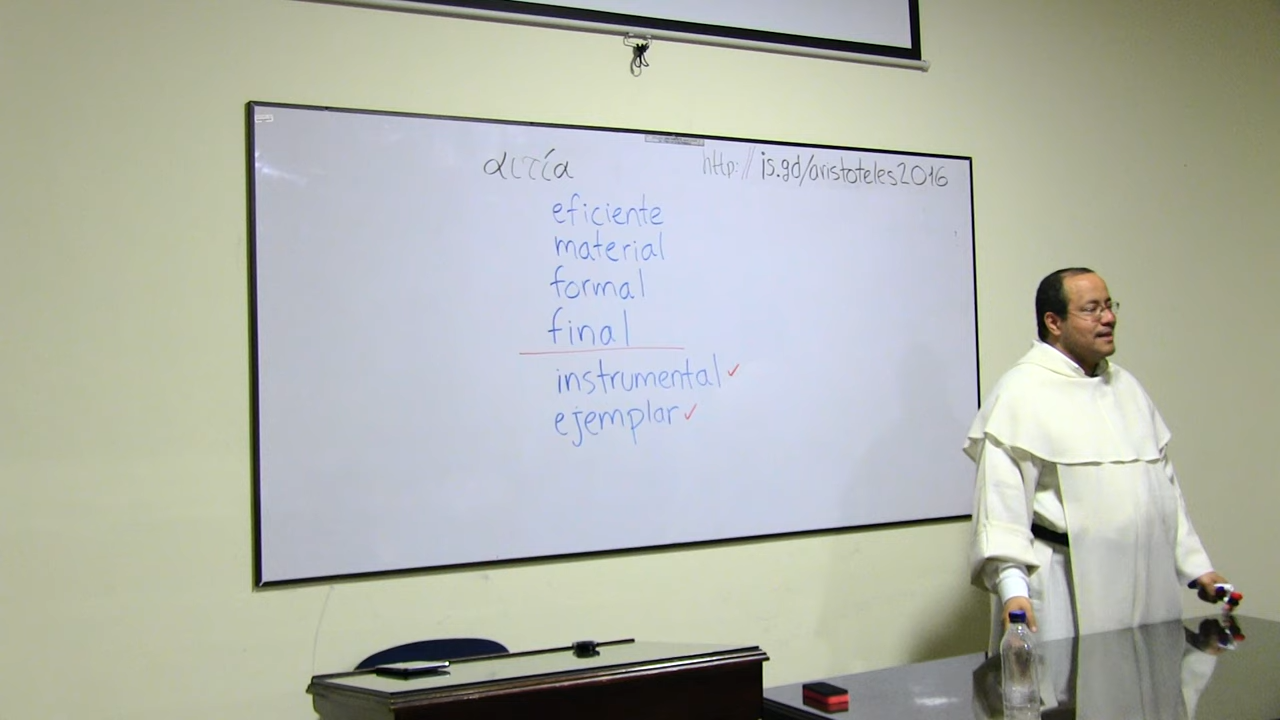 αιτία http://is.gd/aristoteles2016
eficiente
material
formal
final
instrumental ✓
ejemplar ✓